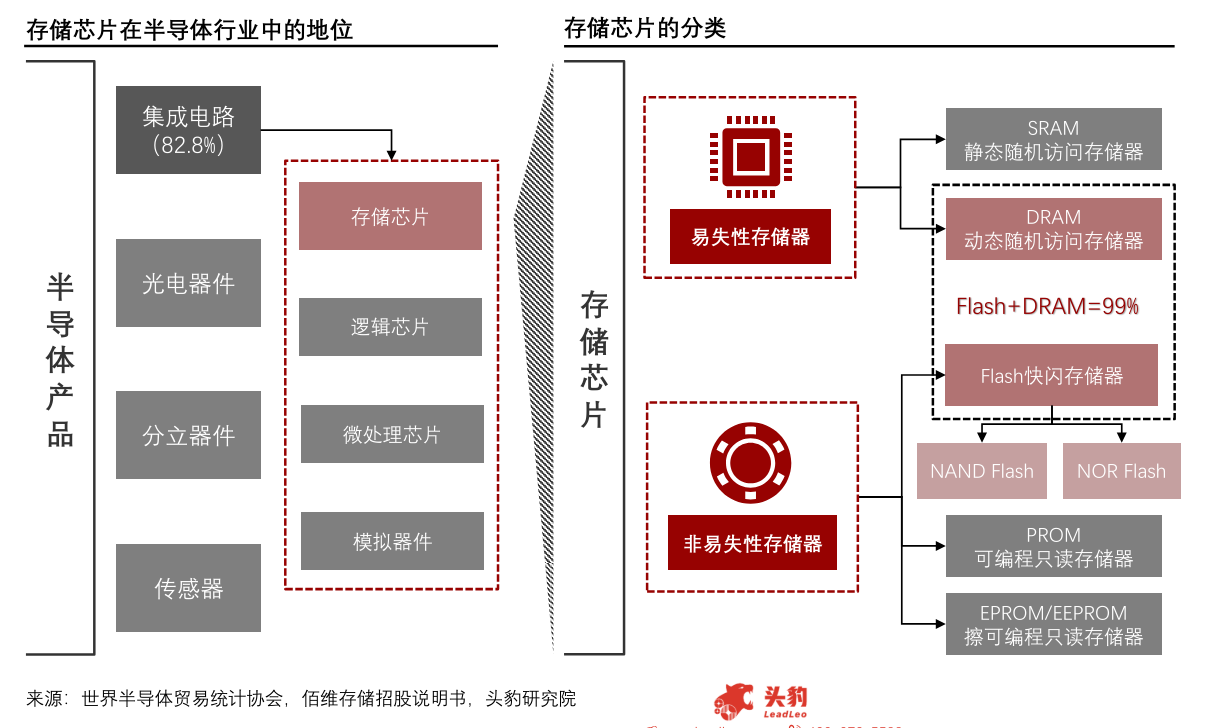 存储芯片在半导体行业中的地位
半导体产品
集成电路
(82.8%)
光电器件
分立器件
传感器
存储芯片
逻辑芯片
微处理芯片
模拟器件
存储芯片的分类
存储芯片
易失性存储器
非易失性存储器
SRAM
静态随机访问存储器
DRAM
动态随机访问存储器
Flash+DRAM=99%
Flash快闪存储器
NAND Flash
NOR Flash
PROM
可编程只读存储器
EPROM/EEPROM
擦可编程只读存储器
来源：世界半导体贸易统计协会，佰维存储招股说明书，头豹研究院
头豹
LeadLeo